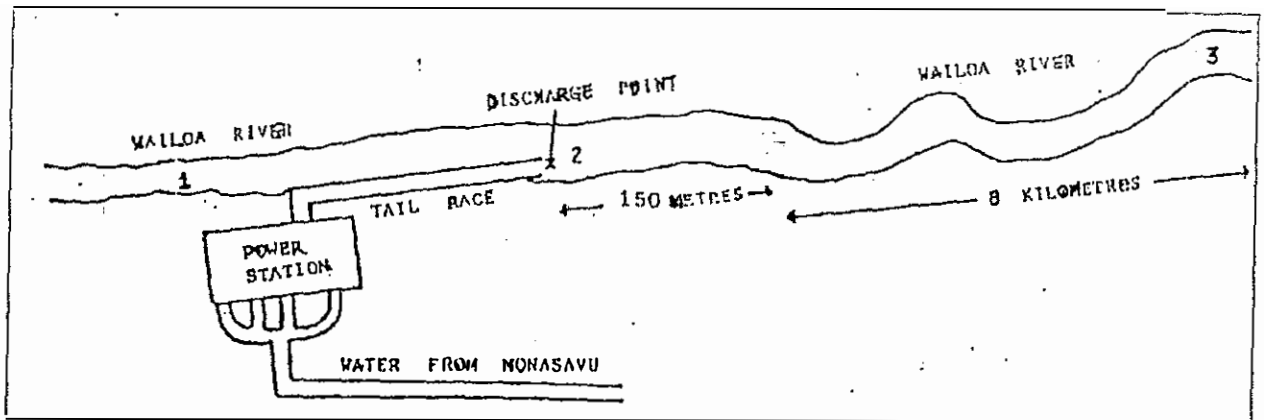 WAILOA RIVER
3
DISCHARGE POINT
WAILOA RIVER
2
1
150 METRES
8 KILOMETRES
TAIL RACE
POWER
STATION
WATER FROM MONASAVU